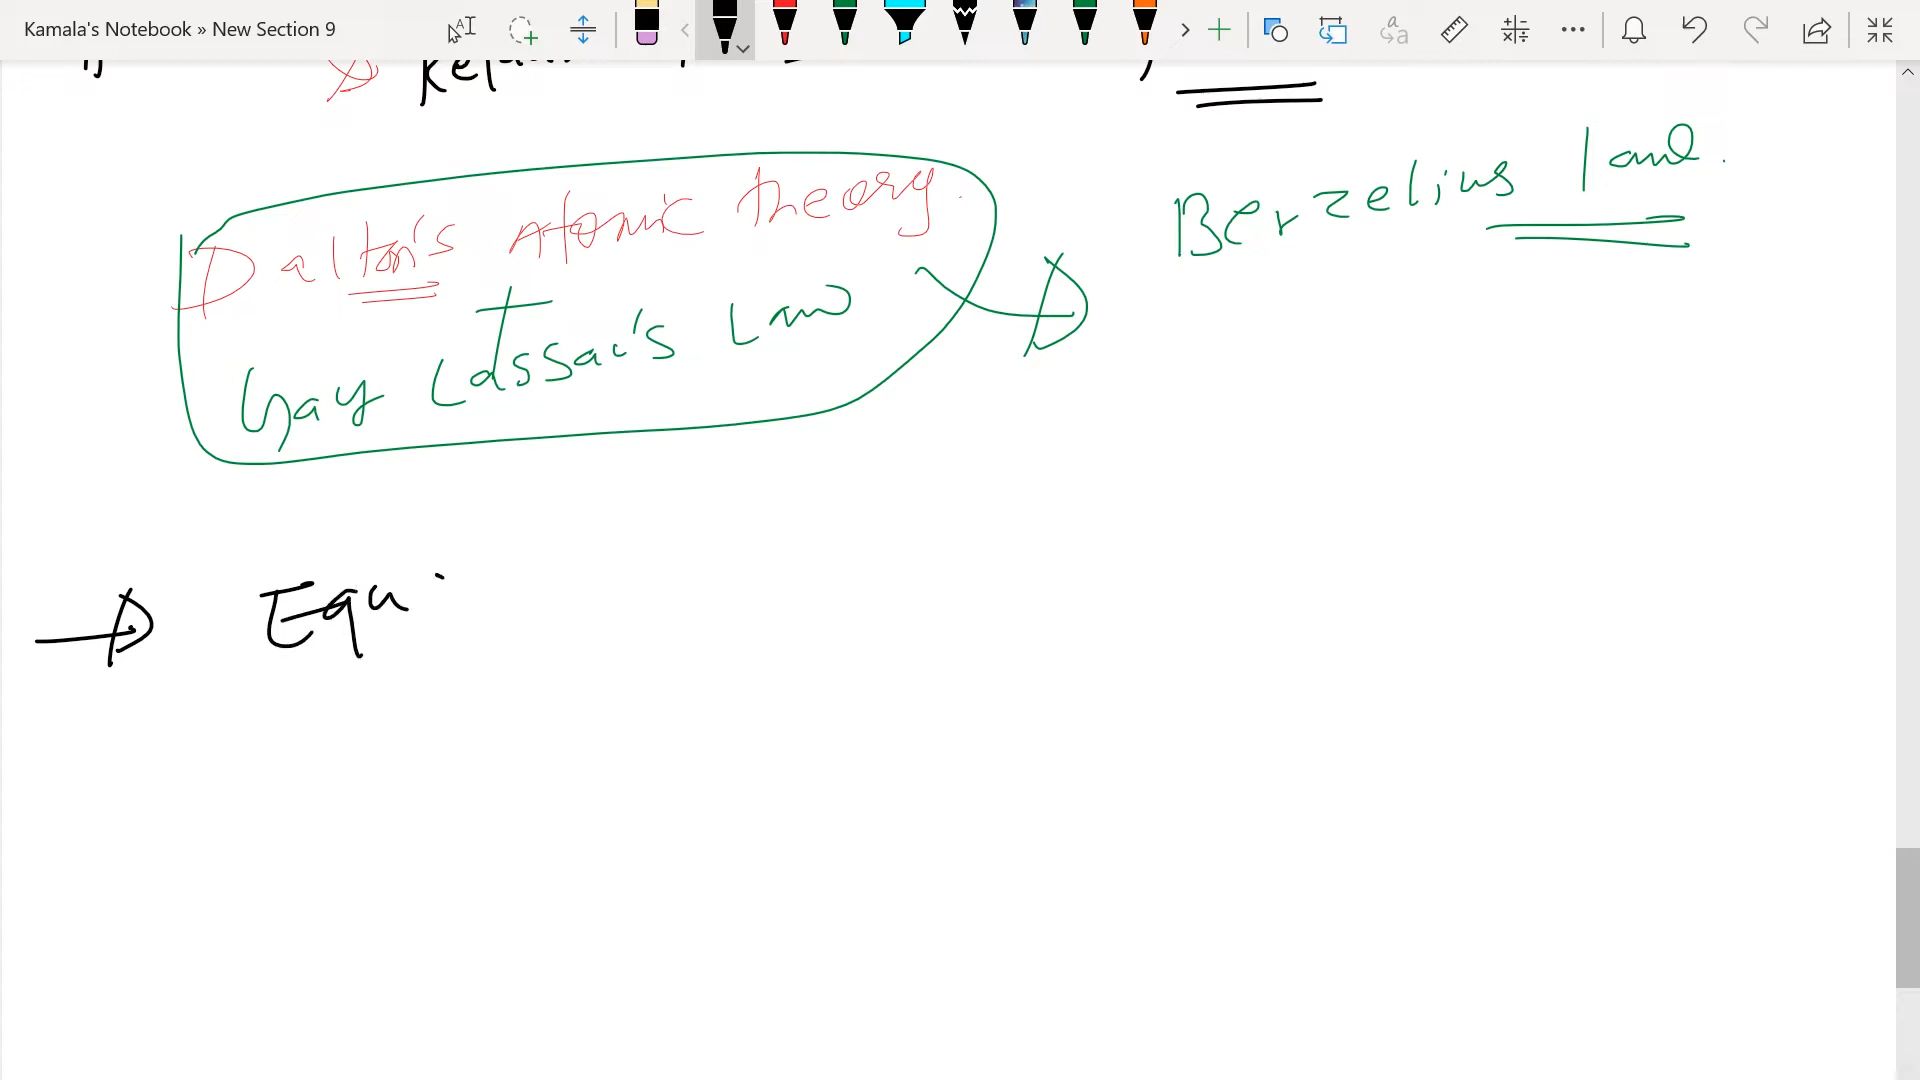 Kamala's Notebook » New Section 9
Berzelius law.
Dalton's Atomic theory.
Gay Lussac's Law
Equ